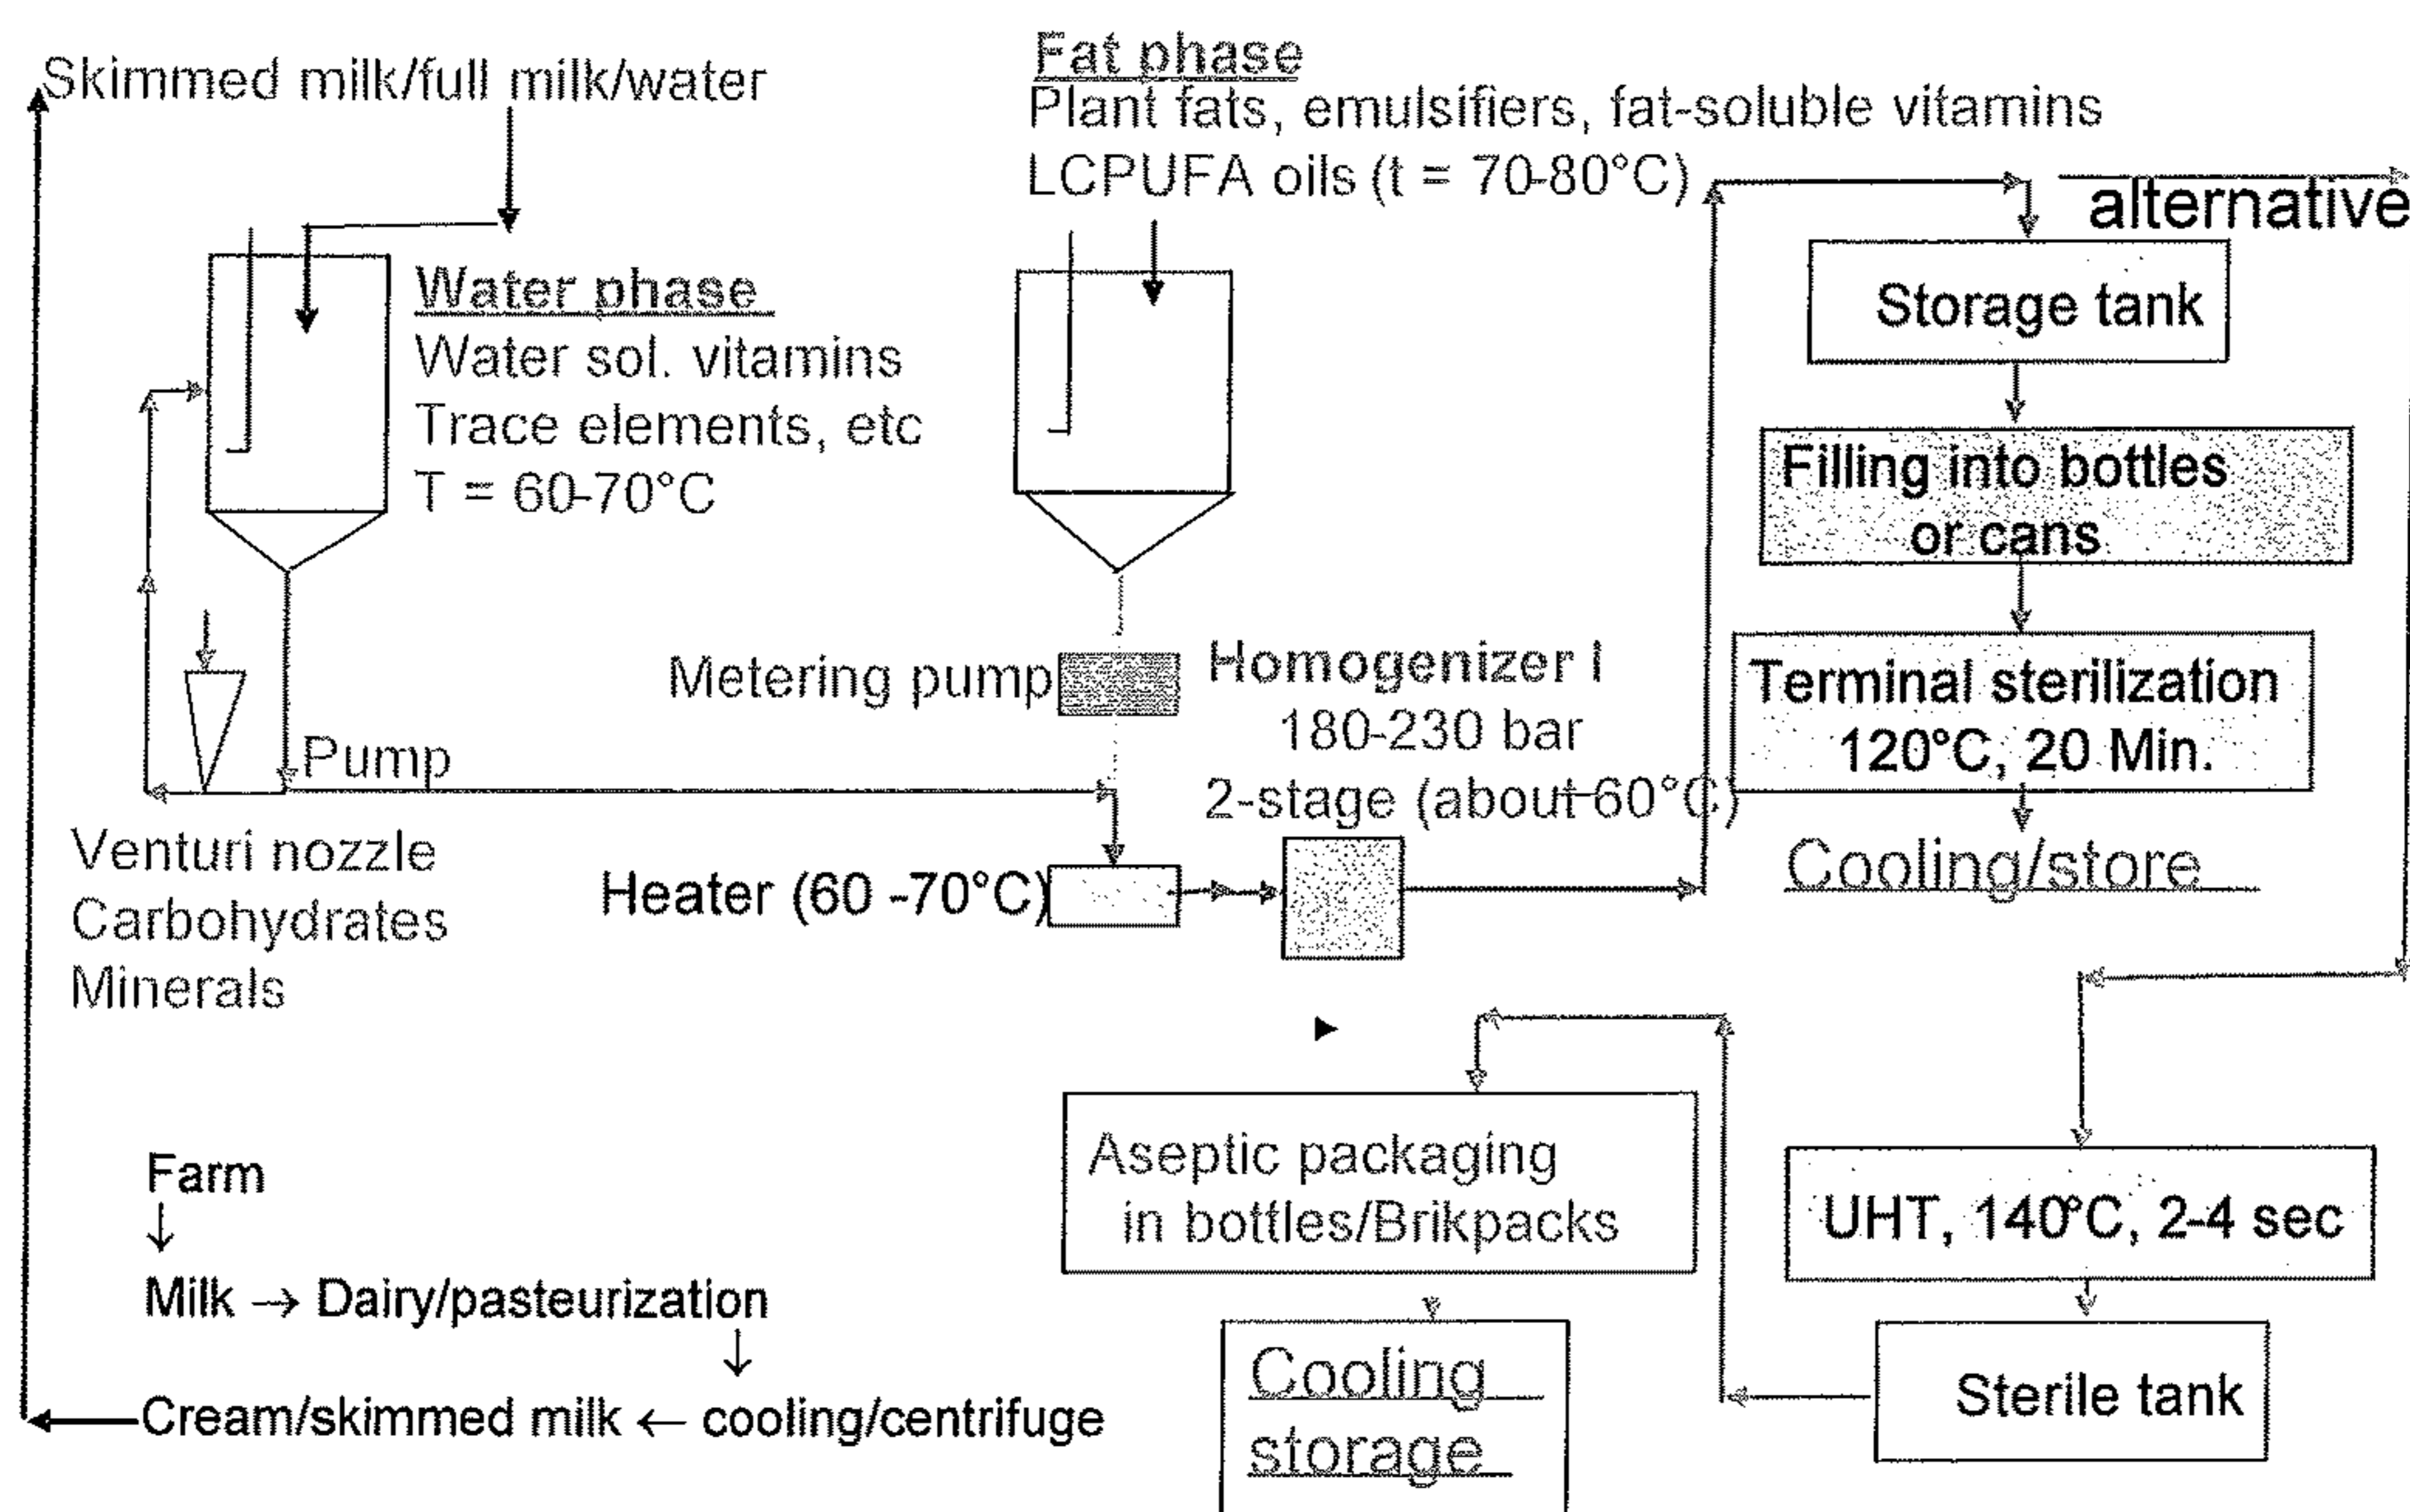 Skimmed milk/full milk/water
Fat phase
Plant fats, emulsifiers, fat-soluble vitamins
LCPUFA oils (t = 70-80°C)
alternative
Water phase
Water sol. vitamins
Trace elements, etc
T = 60-70°C
Storage tank
Filling into bottles
or cans
Metering pump
Homogenizer I
180-230 bar
2-stage (about 60°C)
Terminal sterilization
120°C, 20 Min.
Pump
Venturi nozzle
Carbohydrates
Minerals
Heater (60 -70°C)
Cooling/store
Aseptic packaging
in bottles/Brikpacks
UHT, 140°C, 2-4 sec
Sterile tank
Cooling
storage
Farm
↓
Milk → Dairy/pasteurization
↓
Cream/skimmed milk ← cooling/centrifuge